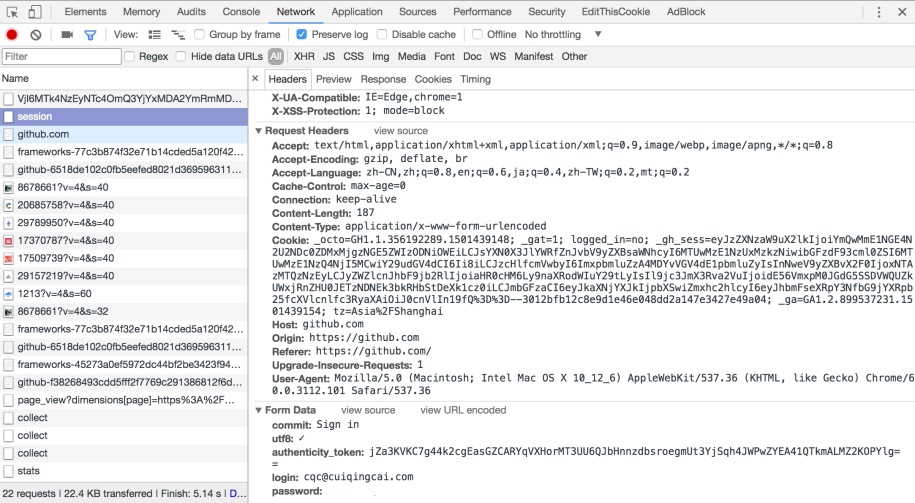 Elements Memory Audits Console Network Application Sources Performance Security EditThisCookie AdBlock
View: Group by frame Preserve log Disable cache Offline No throttling
Filter Regex Hide data URLs All XHR JS CSS Img Media Font Doc WS Manifest Other
Name
VjI6MTk4NzEyNTc4OmQ3YjYxMDA2YmRmMD...
session
github.com
frameworks-77c3b874f32e71b14cded5a120f42...
github-6518de102c0fb5eefed8021d369596311...
8678661?v=4&s=40
20685758?v=4&s=40
29789950?v=4&s=40
17370787?v=4&s=40
17509739?v=4&s=40
29157219?v=4&s=40
1213?v=4&s=60
8678661?v=4&s=32
frameworks-77c3b874f32e71b14cded5a120f42...
github-6518de102c0fb5eefed8021d369596311...
frameworks-45273a0ef5972dc44bf2be3423f94...
github-f38268493cdd5fff2f7769c291386812f6d...
page_view?dimensions[page]=https%3A%2F...
collect
collect
collect
stats
22 requests | 22.4 KB transferred | Finish: 5.14 s | D...
Headers Preview Response Cookies Timing
X-UA-Compatible: IE=Edge,chrome=1
X-XSS-Protection: 1; mode=block
Request Headers view source
Accept: text/html,application/xhtml+xml,application/xml;q=0.9,image/webp,image/apng,*/*;q=0.8
Accept-Encoding: gzip, deflate, br
Accept-Language: zh-CN,zh;q=0.8,en;q=0.6,ja;q=0.4,zh-TW;q=0.2,mt;q=0.2
Cache-Control: max-age=0
Connection: keep-alive
Content-Length: 187
Content-Type: application/x-www-form-urlencoded
Cookie: _octo=GH1.1.356192289.1501439148; _gat=1; logged_in=no; _gh_sess=eyJzZXNzaW9uX2lkIjoiYmQwMmE1NGE4N
2U2NDc0ZDMxMjgzNGE5ZWIzODNiOWEiLCJsYXN0X3JlYWRfZnJvbV9yZXBsaWNhcyI6MTUwMzE1NzUxMzkzNiwibGFzdF93cml0ZSI6MT
UwMzE1NzQ4NjI5MCwiY29udGV4dCI6Ii8iLCJzcHlfcmVwbyI6ImxpbmluZzA4MDYvVGV4dE1pbmluZyIsInNweV9yZXBvX2F0IjoxNTA
zMTQzNzEyLCJyZWZlcnJhbF9jb2RlIjoiaHR0cHM6Ly9naXRodWIuY29tLyIsIl9jc3JmX3Rva2VuIjoidE56VmxpM0JGdG5SSDVWQUZk
UWxjRnZHU0JETzNDNEk3bkRHbStDeXk1cz0iLCJmbGFzaCI6eyJkaXNjYXJkIjpbXSwiZmxhc2hlcyI6eyJhbmFseXRpY3NfbG9jYXRpb
25fcXVlcnlfc3RyaXAiOiJ0cnVlIn19fQ%3D%3D--3012bfb12c8e9d1e46e048dd2a147e3427e49a04; _ga=GA1.2.899537231.15
01439154; tz=Asia%2FShanghai
Host: github.com
Origin: https://github.com
Referer: https://github.com/
Upgrade-Insecure-Requests: 1
User-Agent: Mozilla/5.0 (Macintosh; Intel Mac OS X 10_12_6) AppleWebKit/537.36 (KHTML, like Gecko) Chrome/6
0.0.3112.101 Safari/537.36
Form Data view source view URL encoded
commit: Sign in
utf8: ✓
authenticity_token: jZa3KVKC7g44k2cgEasGZCARYqVXHorMT3UU6QJbHnnzdbsroegmUt3YjSqh4JWPwZYEA41QTkmALMZ2KOPYlg=
=
login: cqc@cuiqingcai.com
password: